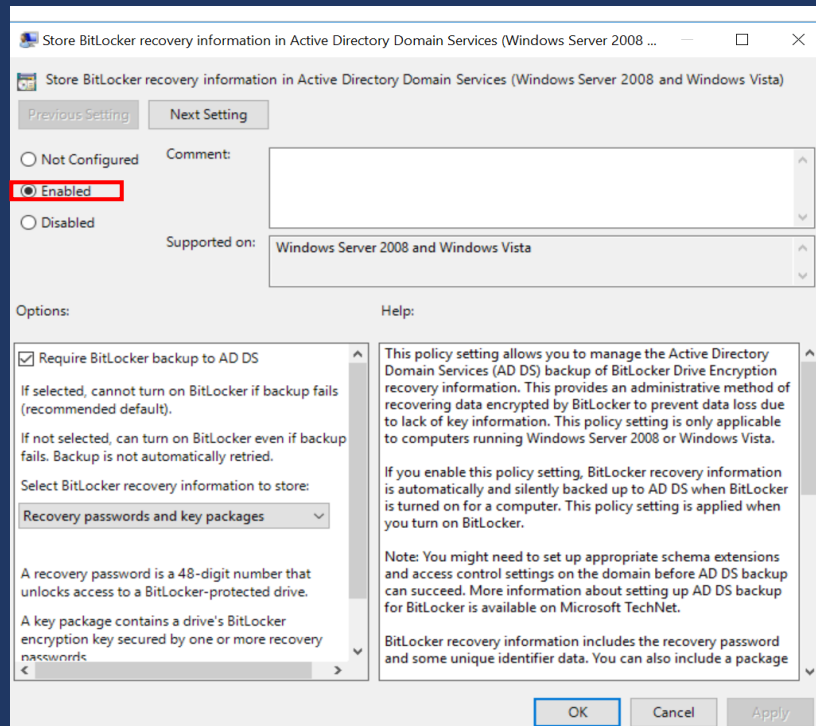 Store BitLocker recovery information in Active Directory Domain Services (Windows Server 2008 ...
Store BitLocker recovery information in Active Directory Domain Services (Windows Server 2008 and Windows Vista)
Previous Setting
Next Setting
Not Configured
Comment:
Enabled
Disabled
Supported on:
Windows Server 2008 and Windows Vista
Options:
Help:
Require BitLocker backup to AD DS
If selected, cannot turn on BitLocker if backup fails
(recommended default).
If not selected, can turn on BitLocker even if backup
fails. Backup is not automatically retried.
Select BitLocker recovery information to store:
Recovery passwords and key packages
A recovery password is a 48-digit number that
unlocks access to a BitLocker-protected drive.
A key package contains a drive's BitLocker
encryption key secured by one or more recovery
passwords
This policy setting allows you to manage the Active Directory
Domain Services (AD DS) backup of BitLocker Drive Encryption
recovery information. This provides an administrative method of
recovering data encrypted by BitLocker to prevent data loss due
to lack of key information. This policy setting is only applicable
to computers running Windows Server 2008 or Windows Vista.
If you enable this policy setting, BitLocker recovery information
is automatically and silently backed up to AD DS when BitLocker
is turned on for a computer. This policy setting is applied when
you turn on BitLocker.
Note: You might need to set up appropriate schema extensions
and access control settings on the domain before AD DS backup
can succeed. More information about setting up AD DS backup
for BitLocker is available on Microsoft TechNet.
BitLocker recovery information includes the recovery password
and some unique identifier data. You can also include a package
OK
Cancel
Apply